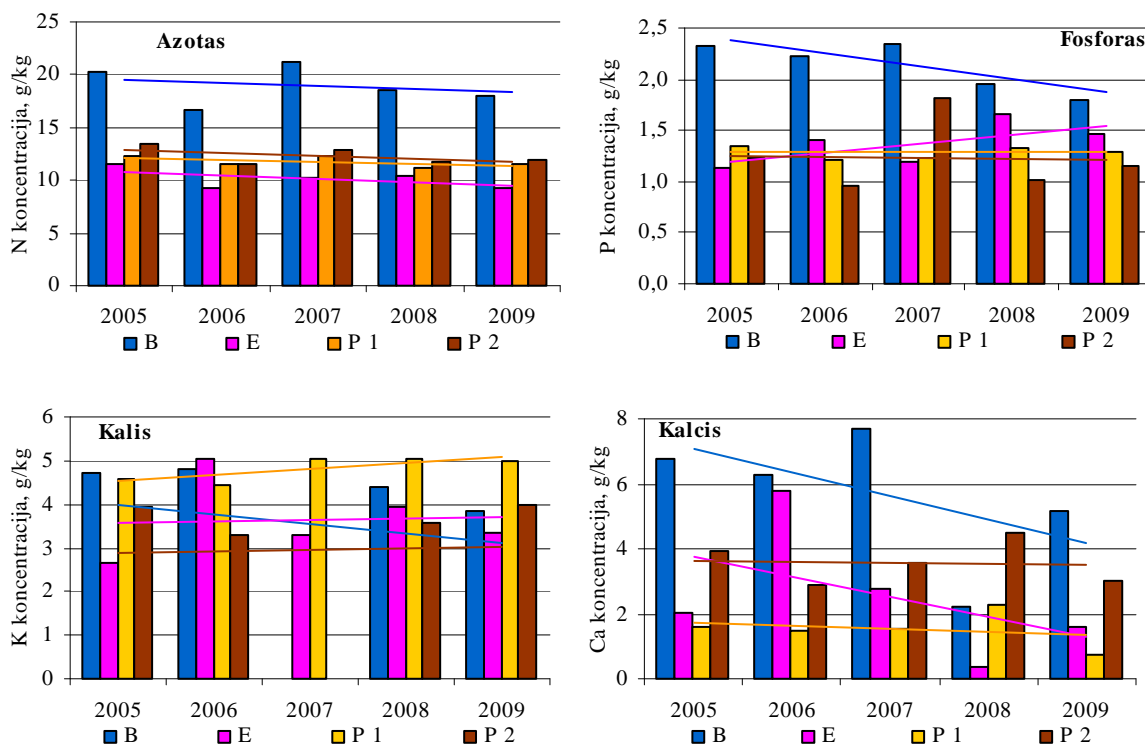 Azotas
N koncentracija, g/kg
25
20
15
10
5
0
2005 2006 2007 2008 2009
B E P 1 P 2
Fosforas
P koncentracija, g/kg
2,5
2,0
1,5
1,0
0,5
0,0
2005 2006 2007 2008 2009
B E P 1 P 2
Kalis
K koncentracija, g/kg
6
5
4
3
2
1
0
2005 2006 2007 2008 2009
B E P 1 P 2
Kalcis
Ca koncentracija, g/kg
8
6
4
2
0
2005 2006 2007 2008 2009
B E P 1 P 2